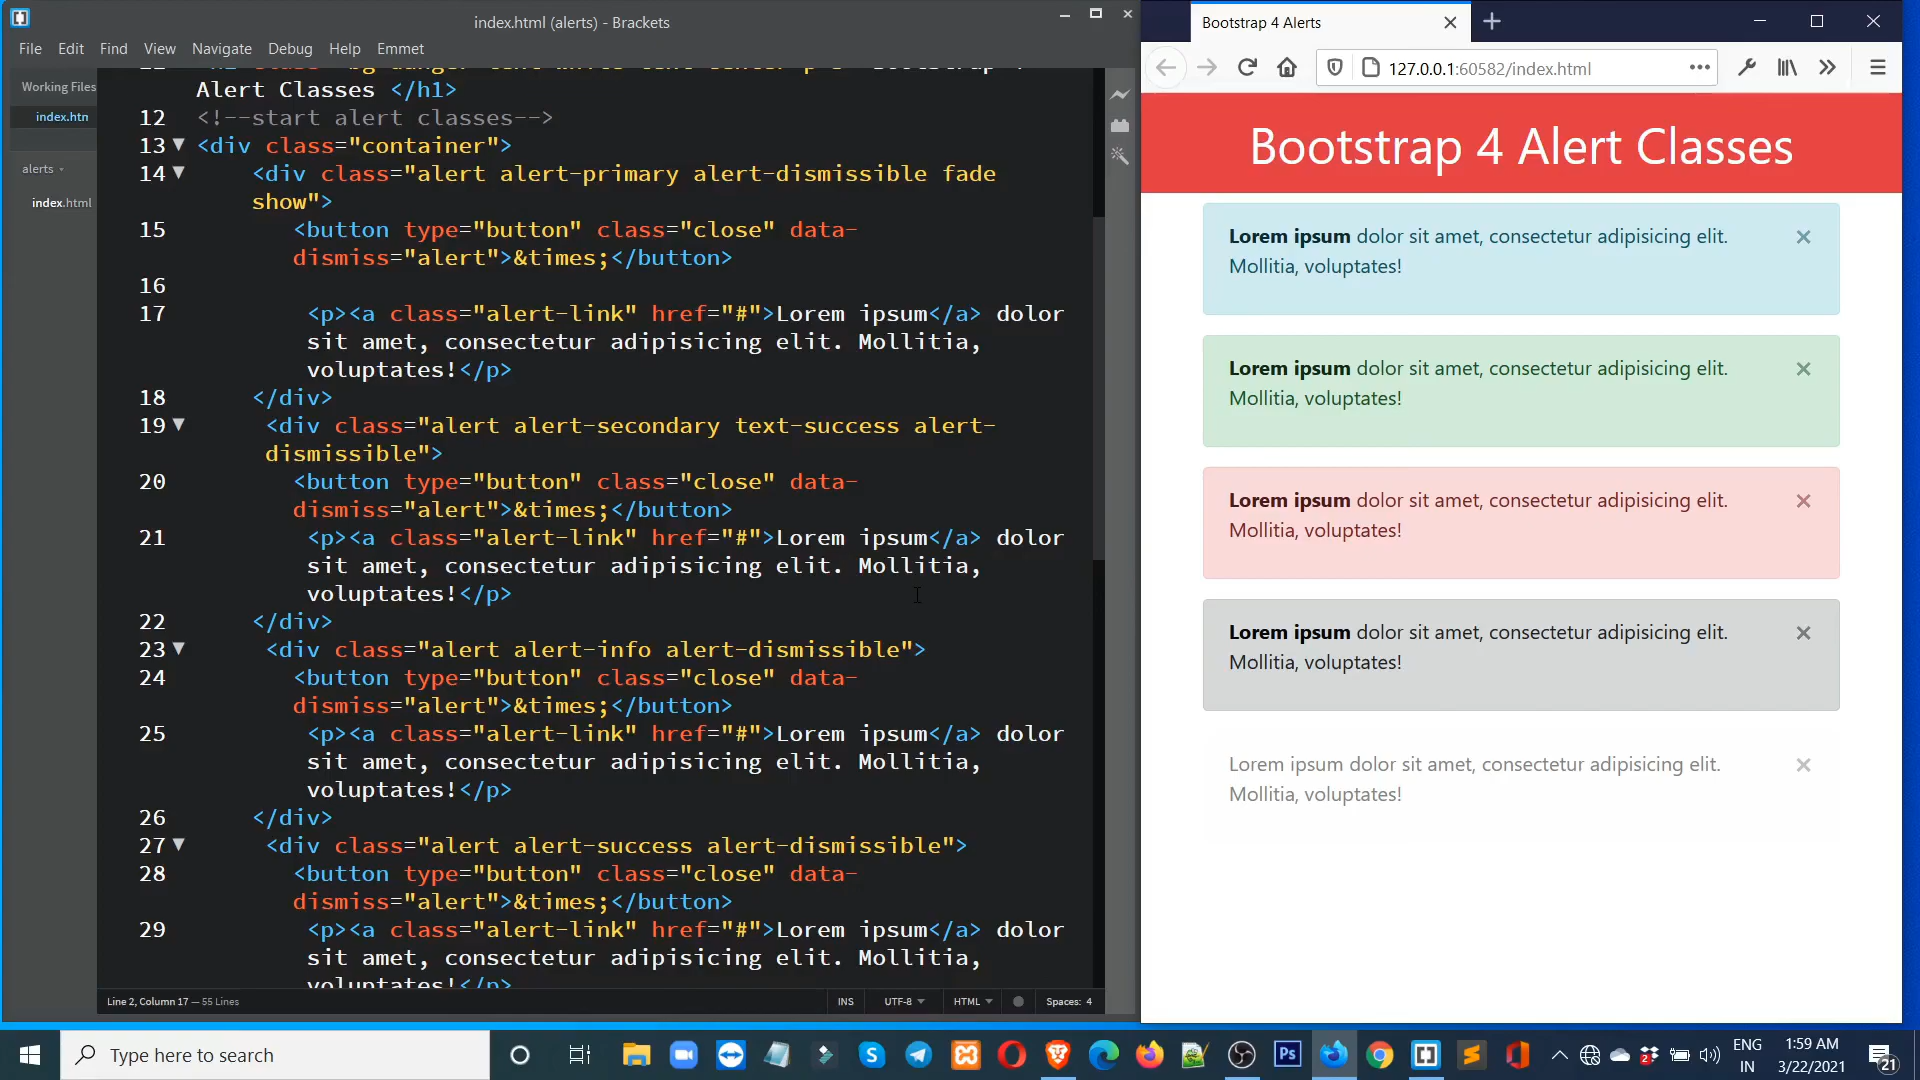 index.html (alerts) - Brackets
File Edit Find View Navigate Debug Help Emmet
Working Files
index.htn
alerts
index.html
Alert Classes </h1>
12 <!--start alert classes-->
13 <div class="container">
14 <div class="alert alert-primary alert-dismissible fade
show">
15 <button type="button" class="close" data-
dismiss="alert">&times;</button>
16
17 <p><a class="alert-link" href="#">Lorem ipsum</a> dolor
sit amet, consectetur adipisicing elit. Mollitia,
voluptates!</p>
18 </div>
19 <div class="alert alert-secondary text-success alert-
dismissible">
20 <button type="button" class="close" data-
dismiss="alert">&times;</button>
21 <p><a class="alert-link" href="#">Lorem ipsum</a> dolor
sit amet, consectetur adipisicing elit. Mollitia,
voluptates!</p>
22 </div>
23 <div class="alert alert-info alert-dismissible">
24 <button type="button" class="close" data-
dismiss="alert">&times;</button>
25 <p><a class="alert-link" href="#">Lorem ipsum</a> dolor
sit amet, consectetur adipisicing elit. Mollitia,
voluptates!</p>
26 </div>
27 <div class="alert alert-success alert-dismissible">
28 <button type="button" class="close" data-
dismiss="alert">&times;</button>
29 <p><a class="alert-link" href="#">Lorem ipsum</a> dolor
sit amet, consectetur adipisicing elit. Mollitia,
voluptates!</p>
Line 2, Column 17 — 55 Lines
INS UTF-8 HTML Spaces: 4
Bootstrap 4 Alerts
127.0.0.1:60582/index.html
Bootstrap 4 Alert Classes
Lorem ipsum dolor sit amet, consectetur adipisicing elit. ×
Mollitia, voluptates!
Lorem ipsum dolor sit amet, consectetur adipisicing elit. ×
Mollitia, voluptates!
Lorem ipsum dolor sit amet, consectetur adipisicing elit. ×
Mollitia, voluptates!
Lorem ipsum dolor sit amet, consectetur adipisicing elit. ×
Mollitia, voluptates!
Lorem ipsum dolor sit amet, consectetur adipisicing elit. ×
Mollitia, voluptates!
Type here to search
Ps
2
ENG
IN
1:59 AM
3/22/2021
21